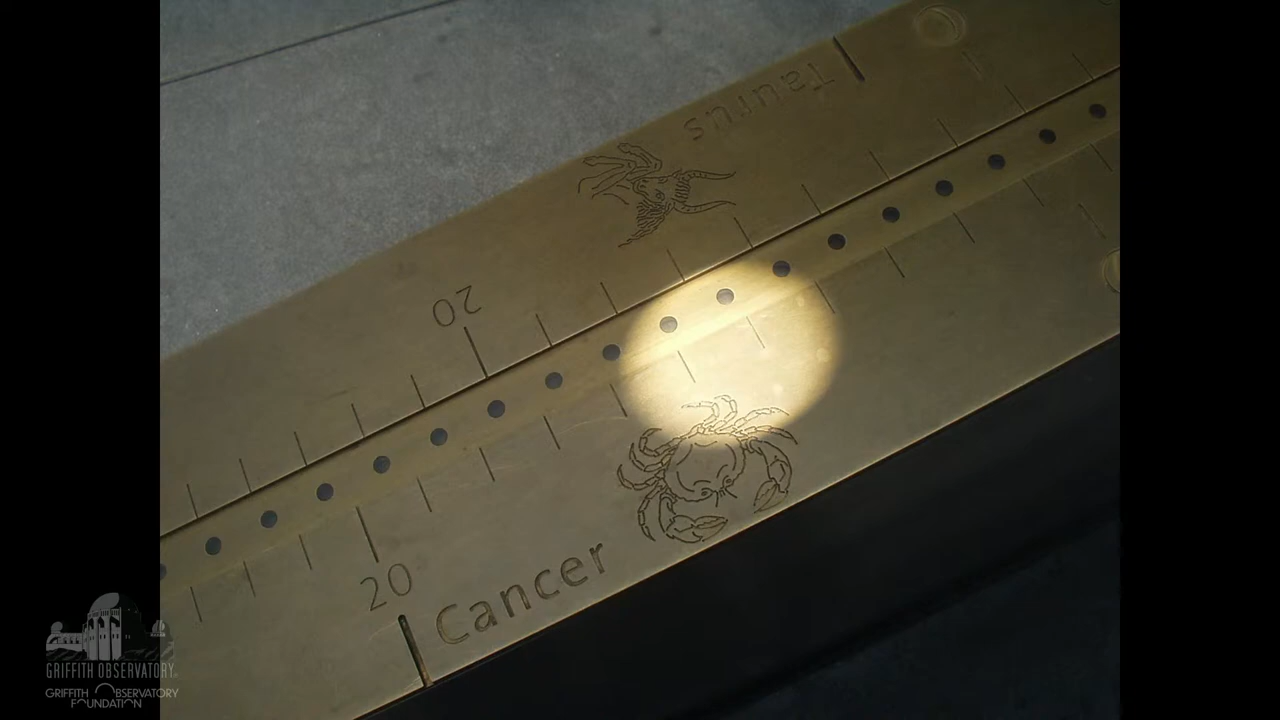 Taurus
20
20
Cancer
GRIFFITH OBSERVATORY
GRIFFITH OBSERVATORY
FOUNDATION